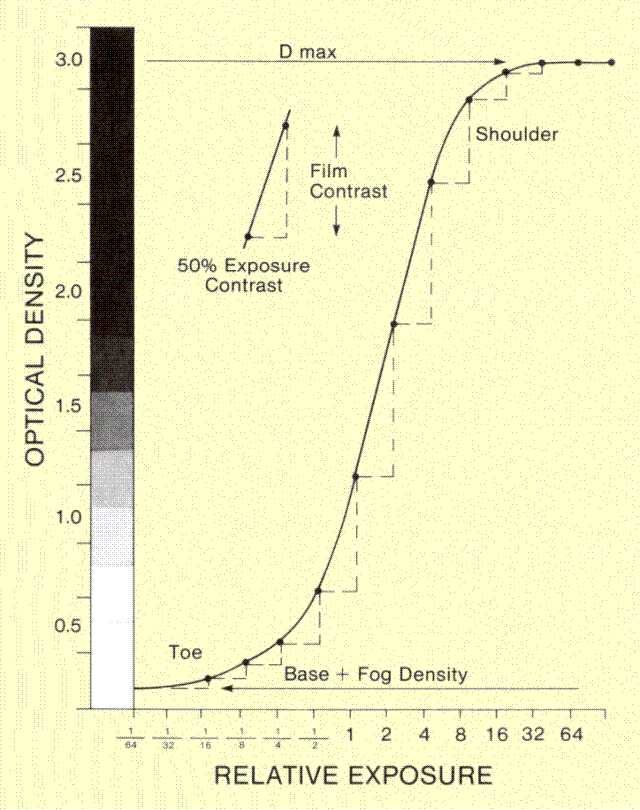 3.0
D max
Shoulder
Film
Contrast
2.5
50% Exposure
Contrast
2.0
OPTICAL DENSITY
1.5
1.0
0.5
Toe
Base + Fog Density
1/64 1/32 1/16 1/8 1/4 1/2 1 2 4 8 16 32 64
RELATIVE EXPOSURE